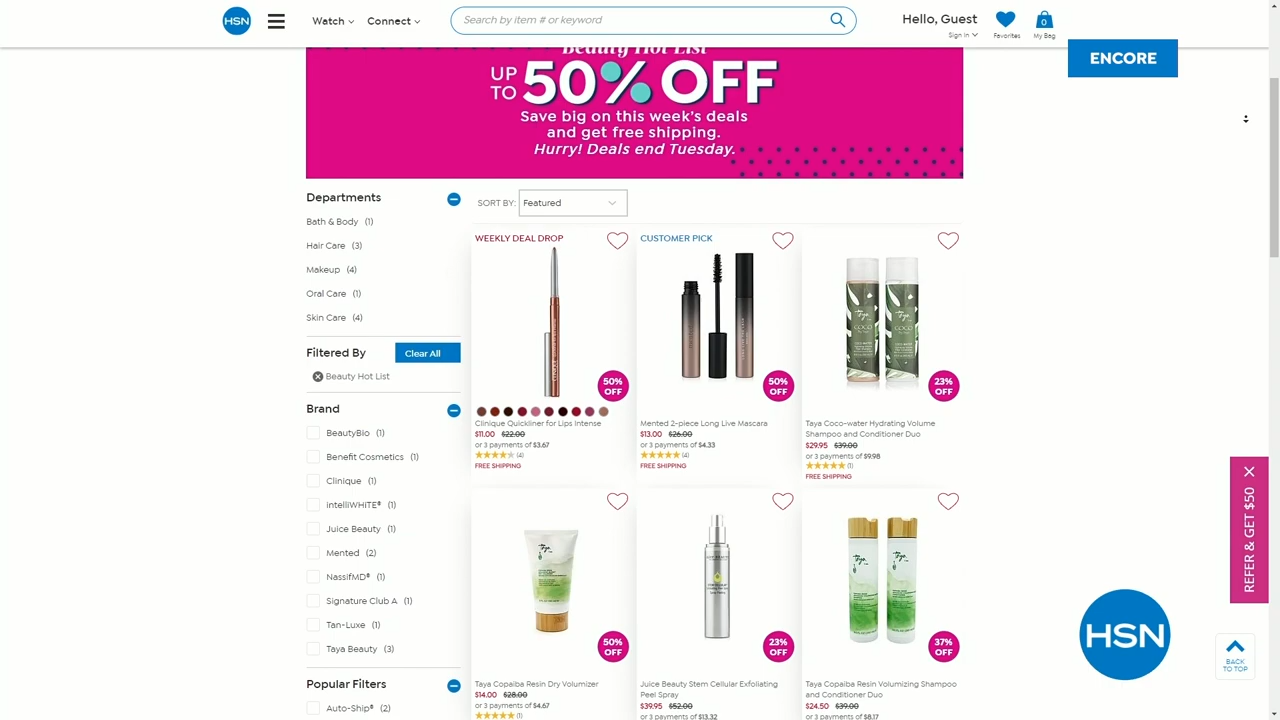 HSN
Watch
Connect
Search by item # or keyword
Hello, Guest
Sign In
Favorites
0
My Bag
ENCORE
Beauty Hot List
UP TO 50% OFF
Save big on this week's deals
and get free shipping.
Hurry! Deals end Tuesday.
Departments
Bath & Body (1)
Hair Care (3)
Makeup (4)
Oral Care (1)
Skin Care (4)
Filtered By
Clear All
Beauty Hot List
Brand
BeautyBio (1)
Benefit Cosmetics (1)
Clinique (1)
intelliWHITE® (1)
Juice Beauty (1)
Mented (2)
NassifMD® (1)
Signature Club A (1)
Tan-Luxe (1)
Taya Beauty (3)
Popular Filters
Auto-Ship® (2)
SORT BY: Featured
WEEKLY DEAL DROP
50% OFF
Clinique Quickliner for Lips Intense
$11.00 $22.00
or 3 payments of $3.67
(4)
FREE SHIPPING
CUSTOMER PICK
50% OFF
Mented 2-piece Long Live Mascara
$13.00 $26.00
or 3 payments of $4.33
(4)
FREE SHIPPING
taya
COCO
23% OFF
Taya Coco-water Hydrating Volume
Shampoo and Conditioner Duo
$29.95 $39.00
or 3 payments of $9.98
(1)
FREE SHIPPING
taya
50% OFF
Taya Copaiba Resin Dry Volumizer
$14.00 $28.00
or 3 payments of $4.67
(1)
JUICE BEAUTY
23% OFF
Juice Beauty Stem Cellular Exfoliating
Peel Spray
$39.95 $52.00
or 3 payments of $13.32
taya
37% OFF
Taya Copaiba Resin Volumizing Shampoo
and Conditioner Duo
$24.50 $39.00
or 3 payments of $8.17
REFER & GET $50
HSN
BACK
TO TOP